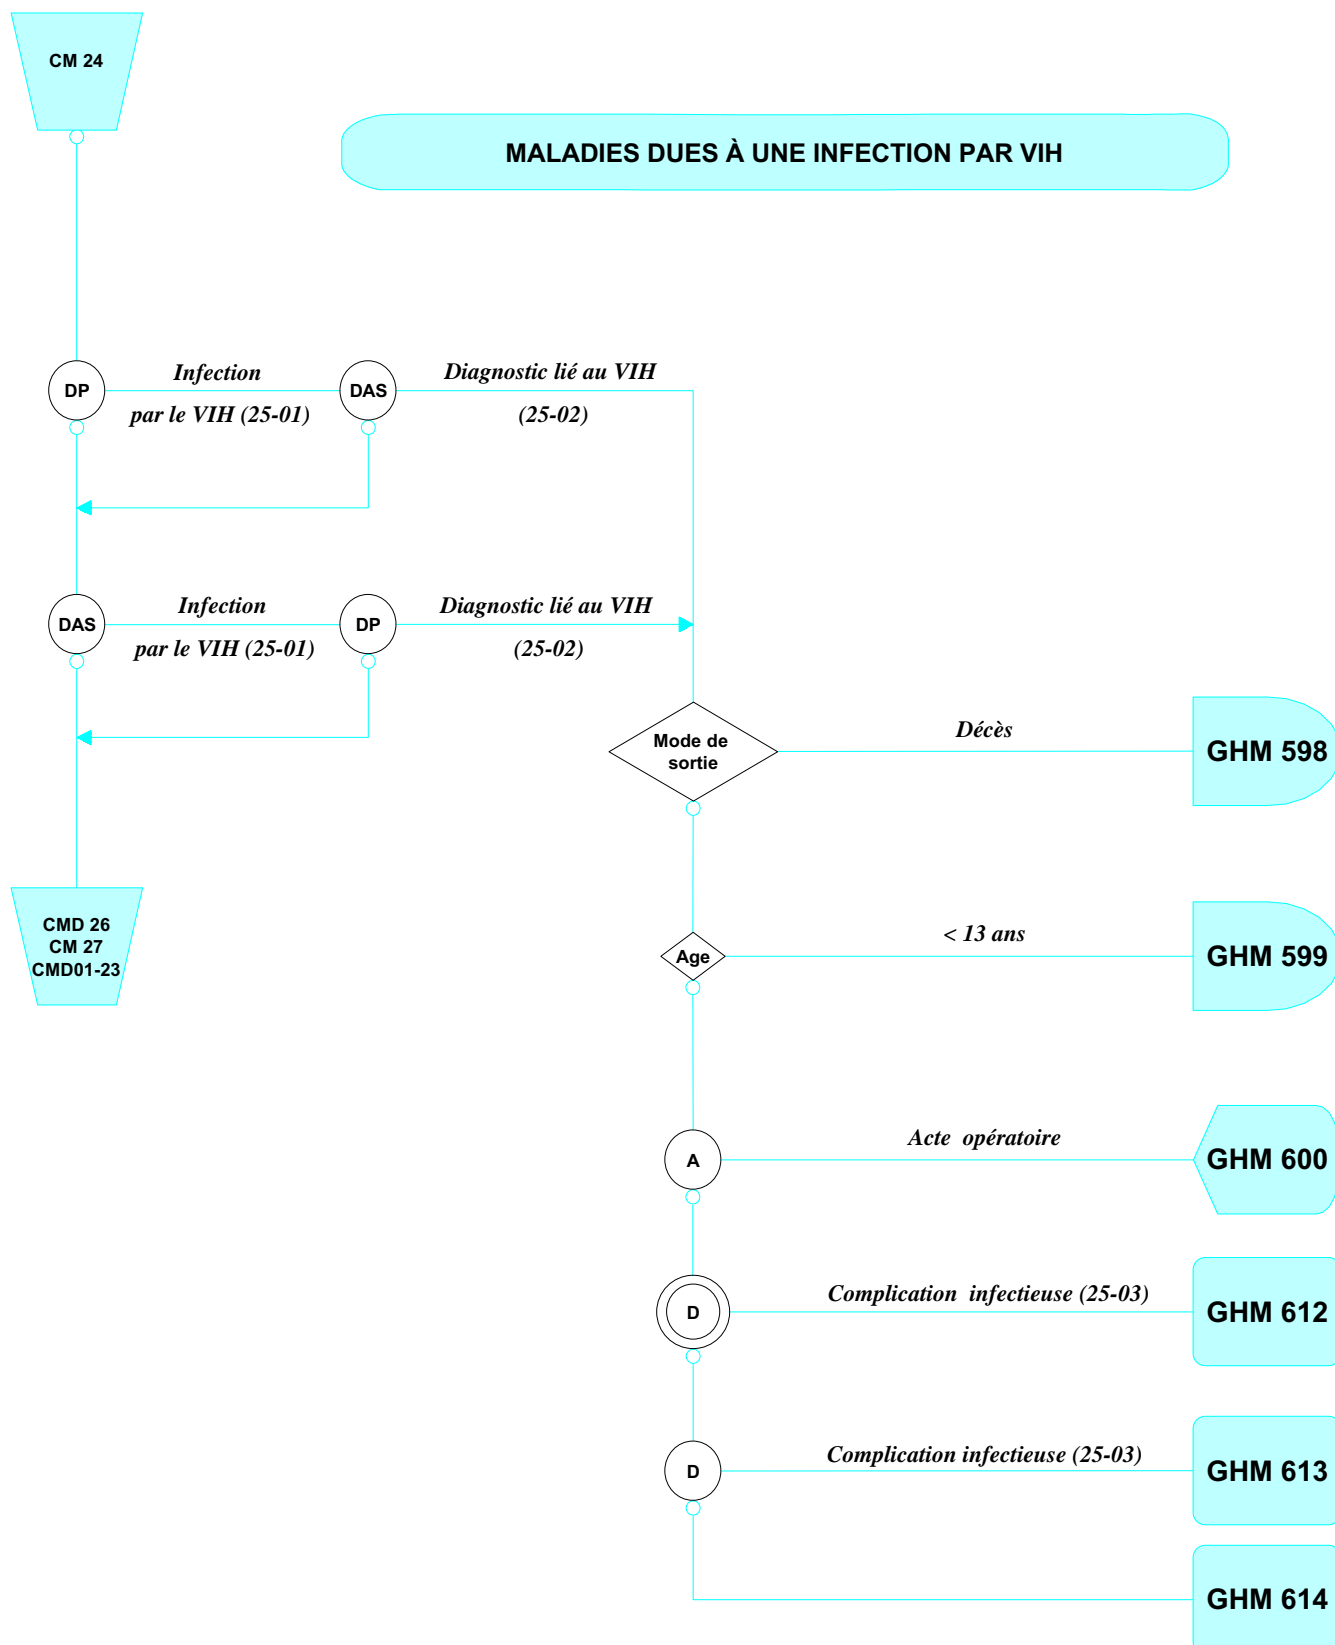 CM 24
MALADIES DUES À UNE INFECTION PAR VIH
DP
Infection
par le VIH (25-01)
DAS
Diagnostic lié au VIH
(25-02)
DAS
Infection
par le VIH (25-01)
DP
Diagnostic lié au VIH
(25-02)
Mode de
sortie
Décès
GHM 598
CMD 26
CM 27
CMD01-23
Age
< 13 ans
GHM 599
A
Acte opératoire
GHM 600
D
Complication infectieuse (25-03)
GHM 612
D
Complication infectieuse (25-03)
GHM 613
GHM 614